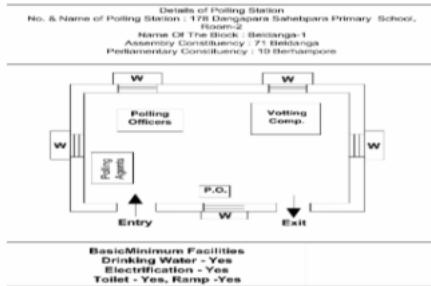 Details of Polling Station
No. & Name of Polling Station : 178 Dangapara Sahebpara Primary School,
Room-2
Name Of The Block : Beldanga-1
Assembry Constituency : 71 Beldanga
Perliamentary Constituency : 10 Berhampore
W W
Polling
Officers
Votting
Comp.
W W
Polling
Agents
P.O.
W
Entry Exit
BasicMinimum Facilities
Drinking Water - Yes
Electrification - Yes
Toilet - Yes, Ramp -Yes